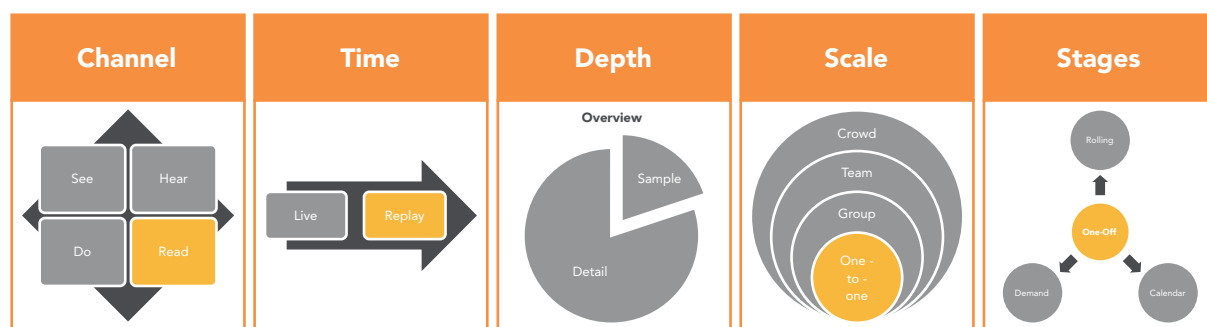 Channel
Time
Depth
Scale
Stages
See
Hear
Do
Read
Live
Replay
Overview
Sample
Detail
Crowd
Team
Group
One -
to -
one
Rolling
One-Off
Demand
Calendar